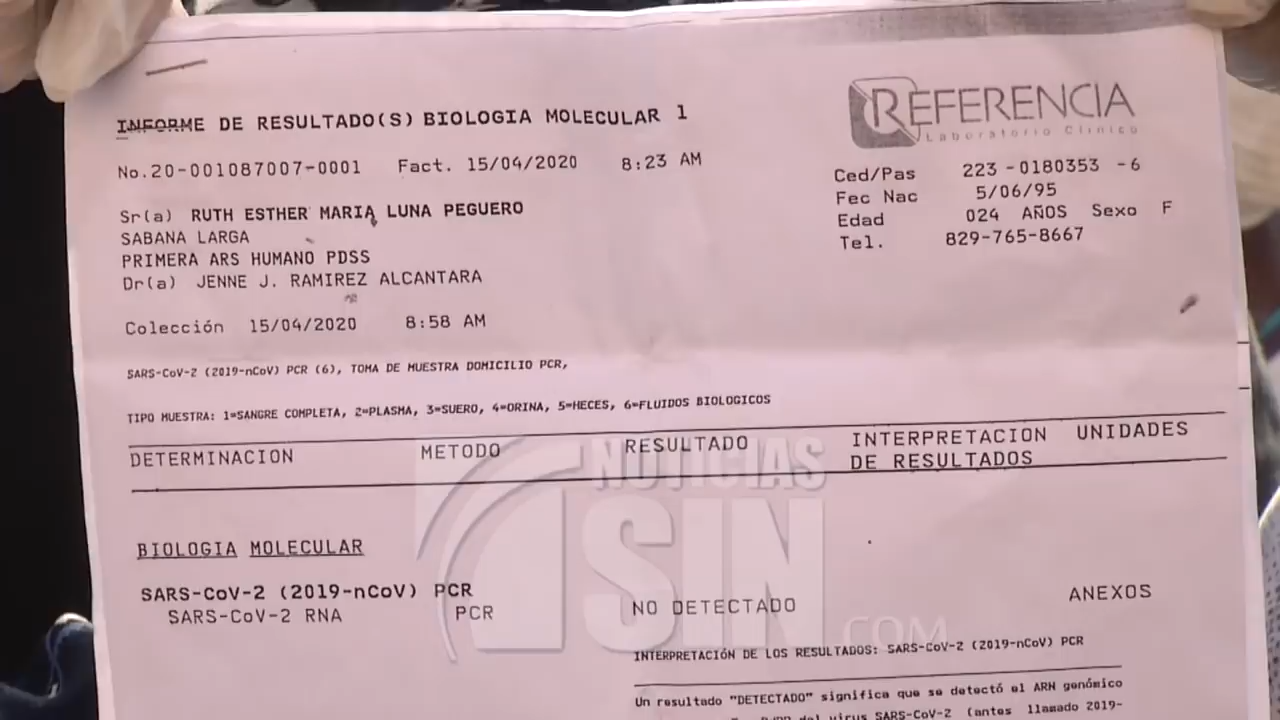 INFORME DE RESULTADO(S) BIOLOGIA MOLECULAR 1
REFERENCIA
Laboratorio Clínico
No.20-001087007-0001 Fact. 15/04/2020 8:23 AM
Ced/Pas 223-0180353 -6
Fec Nac 5/06/95
Edad 024 AÑOS Sexo F
Tel. 829-765-8667
Sr(a) RUTH ESTHER MARIA LUNA PEGUERO
SABANA LARGA
PRIMERA ARS HUMANO PDSS
Dr(a) JENNE J. RAMIREZ ALCANTARA
Colección 15/04/2020 8:58 AM
SARS-CoV-2 (2019-nCoV) PCR (6), TOMA DE MUESTRA DOMICILIO PCR,
TIPO MUESTRA: 1=SANGRE COMPLETA, 2=PLASMA, 3=SUERO, 4=ORINA, 5=HECES, 6=FLUIDOS BIOLOGICOS
DETERMINACION METODO RESULTADO INTERPRETACION UNIDADES
DE RESULTADOS
NOTICIAS
SIN
.COM
BIOLOGIA MOLECULAR
SARS-CoV-2 (2019-nCoV) PCR
SARS-CoV-2 RNA PCR NO DETECTADO ANEXOS
INTERPRETACIÓN DE LOS RESULTADOS: SARS-CoV-2 (2019-nCoV) PCR
Un resultado "DETECTADO" significa que se detectó el ARN genómico
del virus SARS-CoV-2 (antes llamado 2019-